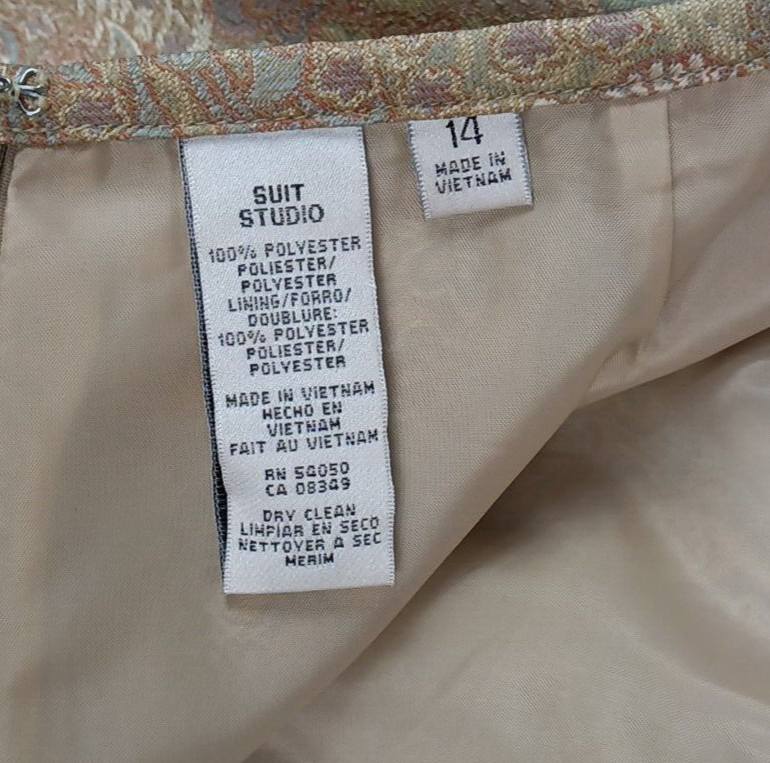 SUIT
STUDIO
100% POLYESTER
POLIESTER/
POLYESTER
LINING/FORRO/
DOUBLURE:
100% POLYESTER
POLIESTER/
POLYESTER
MADE IN VIETNAM
HECHO EN
VIETNAM
FAIT AU VIETNAM
RN 54050
CA 08349
DRY CLEAN
LIMPIAR EN SECO
NETTOYER A SEC
MERIM
14
MADE IN
VIETNAM